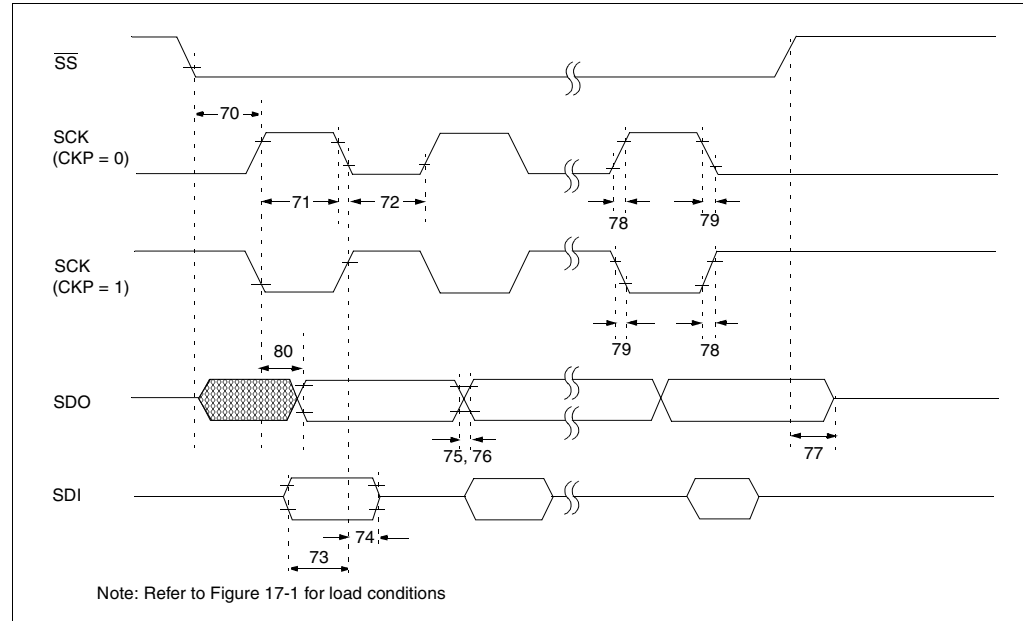 SS
70
SCK
(CKP = 0)
71
72
78
79
SCK
(CKP = 1)
79
78
80
SDO
75, 76
77
SDI
74
73
Note: Refer to Figure 17-1 for load conditions